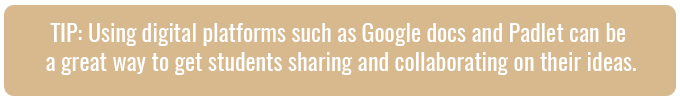 TIP: Using digital platforms such as Google docs and Padlet can be
a great way to get students sharing and collaborating on their ideas.